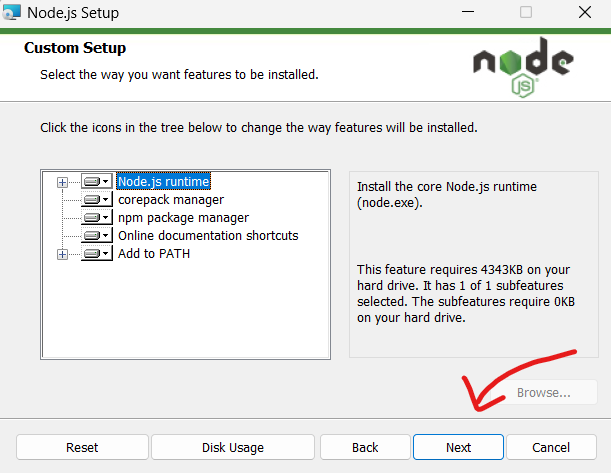 Node.js Setup
Custom Setup
Select the way you want features to be installed.
node
JS
Click the icons in the tree below to change the way features will be installed.
Node.js runtime
corepack manager
npm package manager
Online documentation shortcuts
Add to PATH
Install the core Node.js runtime
(node.exe).
This feature requires 4343KB on your
hard drive. It has 1 of 1 subfeatures
selected. The subfeatures require 0KB
on your hard drive.
Browse...
Reset
Disk Usage
Back
Next
Cancel